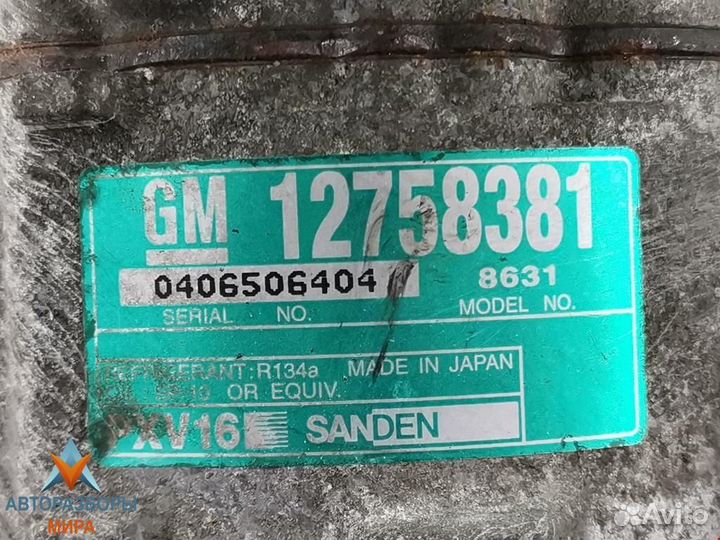 GM 12758381
0406506404 8631
SERIAL NO. MODEL NO.
REFRIGERANT:R134a MADE IN JAPAN
OR EQUIV.
PXV16 SANDEN
АВТОРАЗБОРЫ
МИРА
Avito